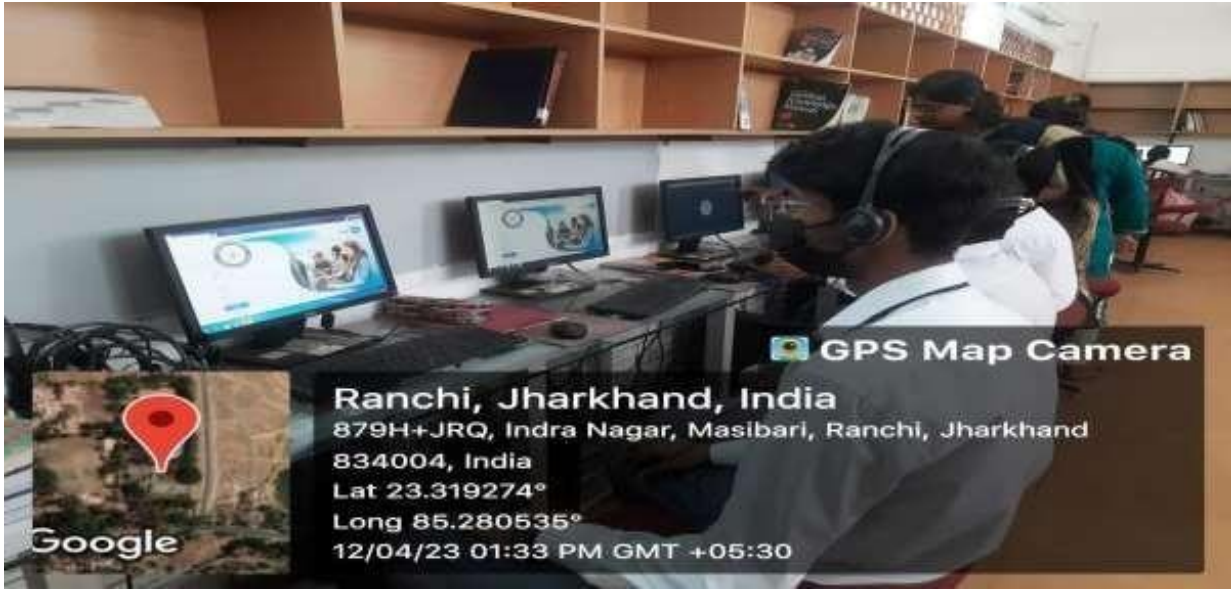 GPS Map Camera
Ranchi, Jharkhand, India
879H+JRQ, Indra Nagar, Masibari, Ranchi, Jharkhand
834004, India
Lat 23.319274°
Long 85.280535°
12/04/23 01:33 PM GMT +05:30
Google